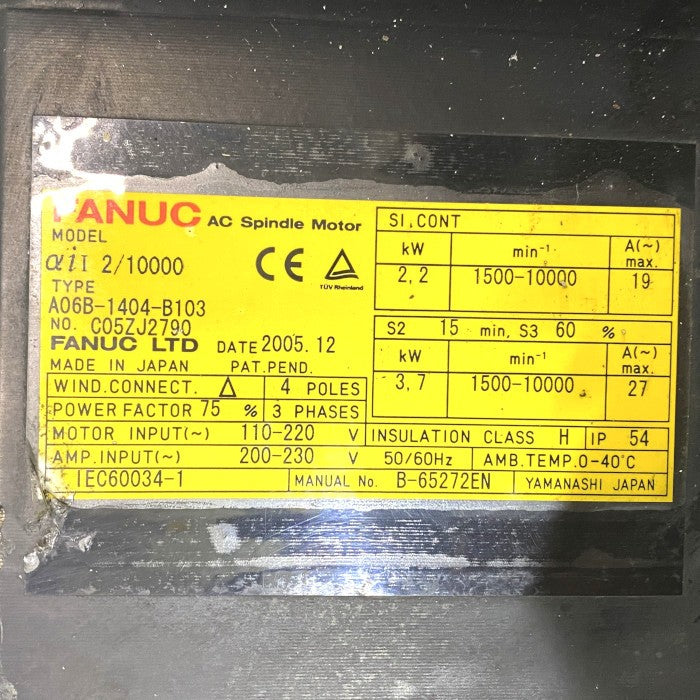 FANUC AC Spindle Motor
MODEL
αiI 2/10000
TYPE
A06B-1404-B103
NO. C05ZJ2790
FANUC LTD DATE 2005.12
MADE IN JAPAN PAT.PEND.
CE
TÜV Rheinland
WIND.CONNECT. Δ 4 POLES
POWER FACTOR 75 % 3 PHASES
SI,CONT
kW min⁻¹ A(~) max.
2,2 1500-10000 19
S2 15 min, S3 60 %
kW min⁻¹ A(~) max.
3,7 1500-10000 27
MOTOR INPUT(~) 110-220 V INSULATION CLASS H IP 54
AMP.INPUT(~) 200-230 V 50/60Hz AMB.TEMP.0-40°C
IEC60034-1 MANUAL No. B-65272EN YAMANASHI JAPAN